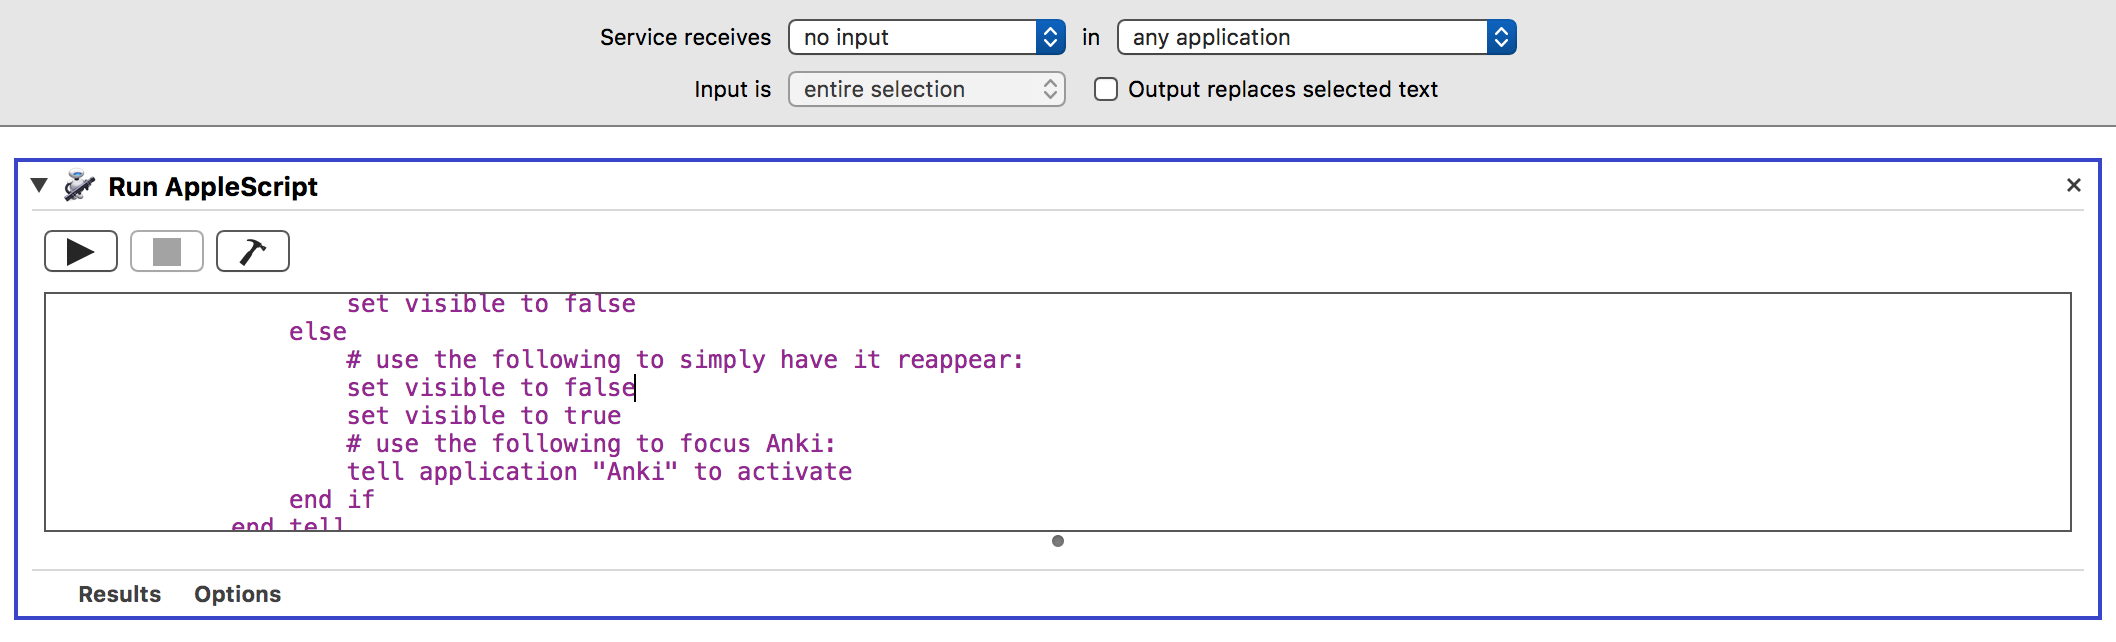 Service receives no input in any application
Input is entire selection Output replaces selected text
Run AppleScript
set visible to false
else
# use the following to simply have it reappear:
set visible to false
set visible to true
# use the following to focus Anki:
tell application "Anki" to activate
end if
end tell
Results Options